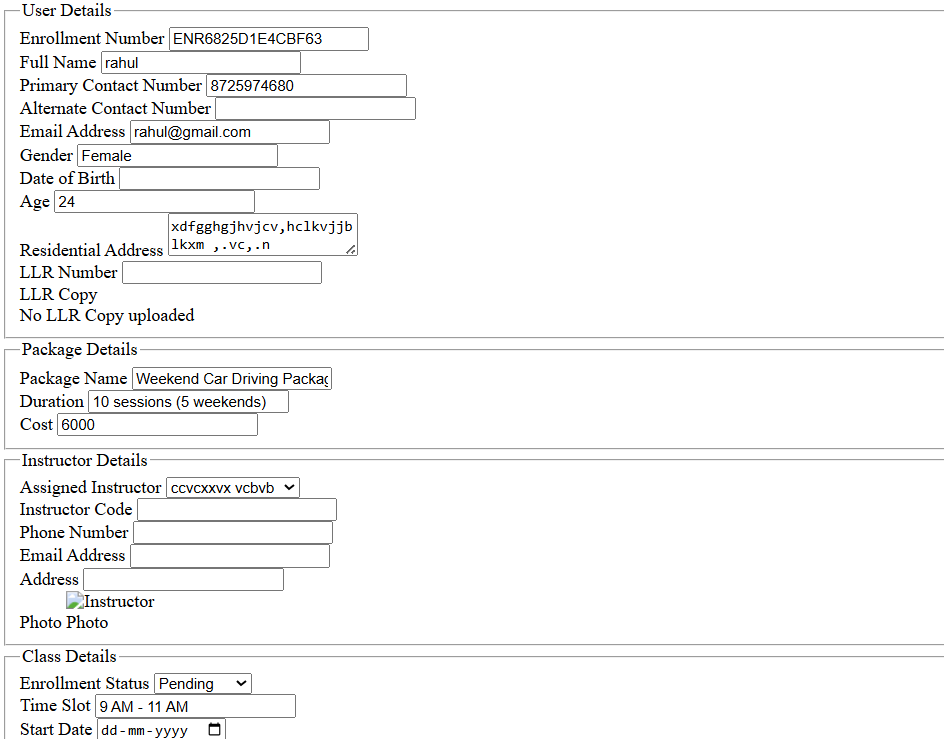 User Details
Enrollment Number ENR6825D1E4CBF63
Full Name rahul
Primary Contact Number 8725974680
Alternate Contact Number
Email Address rahul@gmail.com
Gender Female
Date of Birth
Age 24
xdfgghgjhvjcv,hclkvjjb
lkxm ,.vc,.n
Residential Address
LLR Number
LLR Copy
No LLR Copy uploaded
Package Details
Package Name Weekend Car Driving Packag
Duration 10 sessions (5 weekends)
Cost 6000
Instructor Details
Assigned Instructor ccvcxxvx vcbvb
Instructor Code
Phone Number
Email Address
Address
Instructor
Photo Photo
Class Details
Enrollment Status Pending
Time Slot 9 AM - 11 AM
Start Date dd-mm-yyyy